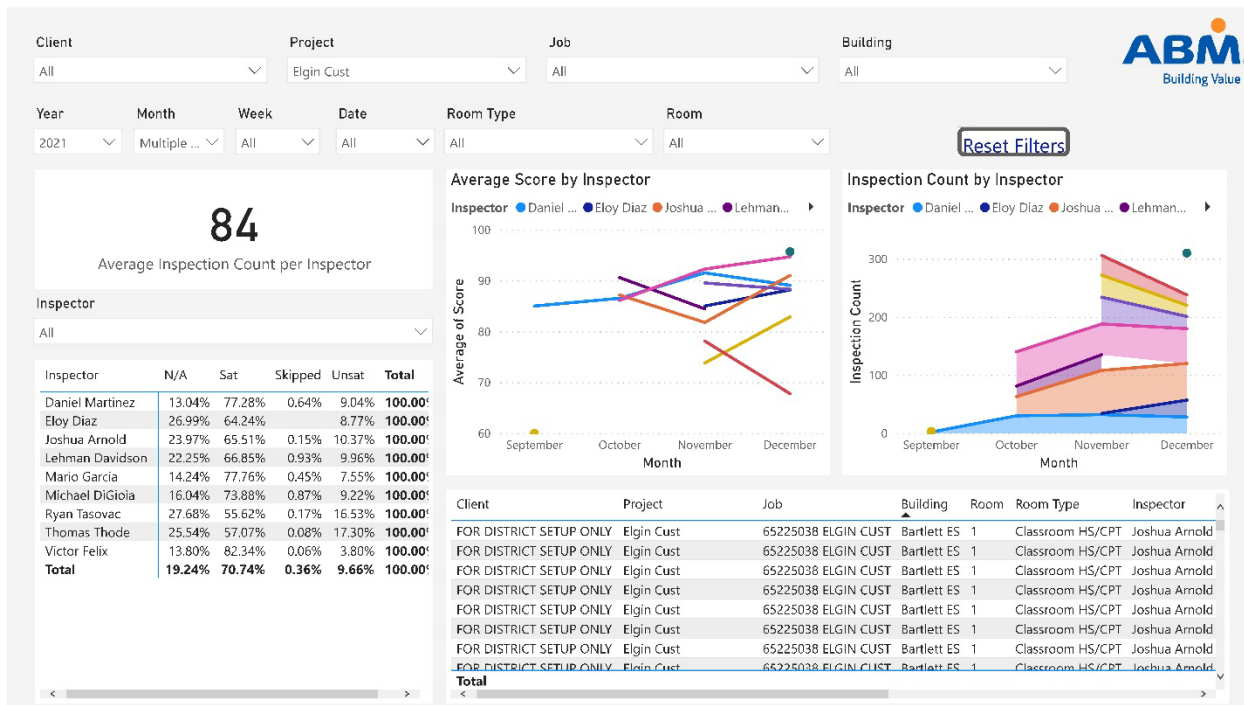 Client Project Job Building
All Elgin Cust All All
ABM
Building Value
Year Month Week Date Room Type Room
2021 Multiple ... All All All All
Reset Filters
84
Average Inspection Count per Inspector
Inspector
All
Inspector N/A Sat Skipped Unsat Total
Daniel Martinez 13.04% 77.28% 0.64% 9.04% 100.00%
Eloy Diaz 26.99% 64.24% 8.77% 100.00%
Joshua Arnold 23.97% 65.51% 0.15% 10.37% 100.00%
Lehman Davidson 22.25% 66.85% 0.93% 9.96% 100.00%
Mario Garcia 14.24% 77.76% 0.45% 7.55% 100.00%
Michael DiGioia 16.04% 73.88% 0.87% 9.22% 100.00%
Ryan Tasovac 27.68% 55.62% 0.17% 16.53% 100.00%
Thomas Thode 25.54% 57.07% 0.08% 17.30% 100.00%
Victor Felix 13.80% 82.34% 0.06% 3.80% 100.00%
Total 19.24% 70.74% 0.36% 9.66% 100.00%
Average Score by Inspector
Inspector Daniel ... Eloy Diaz Joshua ... Lehman...
100
90
80
70
60
Average of Score
September October November December
Month
Inspection Count by Inspector
Inspector Daniel ... Eloy Diaz Joshua ... Lehman...
300
200
100
0
Inspection Count
September October November December
Month
Client Project Job Building Room Room Type Inspector
FOR DISTRICT SETUP ONLY Elgin Cust 65225038 ELGIN CUST Bartlett ES 1 Classroom HS/CPT Joshua Arnold
FOR DISTRICT SETUP ONLY Elgin Cust 65225038 ELGIN CUST Bartlett ES 1 Classroom HS/CPT Joshua Arnold
FOR DISTRICT SETUP ONLY Elgin Cust 65225038 ELGIN CUST Bartlett ES 1 Classroom HS/CPT Joshua Arnold
FOR DISTRICT SETUP ONLY Elgin Cust 65225038 ELGIN CUST Bartlett ES 1 Classroom HS/CPT Joshua Arnold
FOR DISTRICT SETUP ONLY Elgin Cust 65225038 ELGIN CUST Bartlett ES 1 Classroom HS/CPT Joshua Arnold
FOR DISTRICT SETUP ONLY Elgin Cust 65225038 ELGIN CUST Bartlett ES 1 Classroom HS/CPT Joshua Arnold
FOR DISTRICT SETUP ONLY Elgin Cust 65225038 ELGIN CUST Bartlett ES 1 Classroom HS/CPT Joshua Arnold
FOR DISTRICT SETUP ONLY Elgin Cust 65225038 ELGIN CUST Bartlett ES 1 Classroom HS/CPT Joshua Arnold
Total